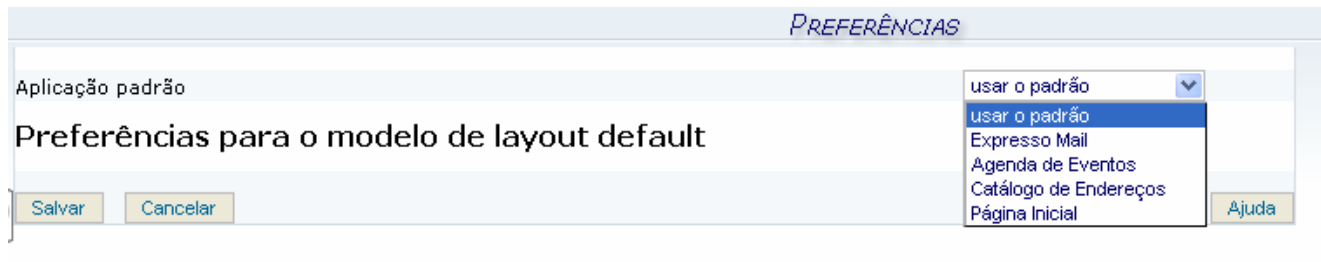 PREFERÊNCIAS
Aplicação padrão
usar o padrão
usar o padrão
Preferências para o modelo de layout default
Expresso Mail
Agenda de Eventos
Catálogo de Endereços
Página Inicial
Salvar
Cancelar
Ajuda